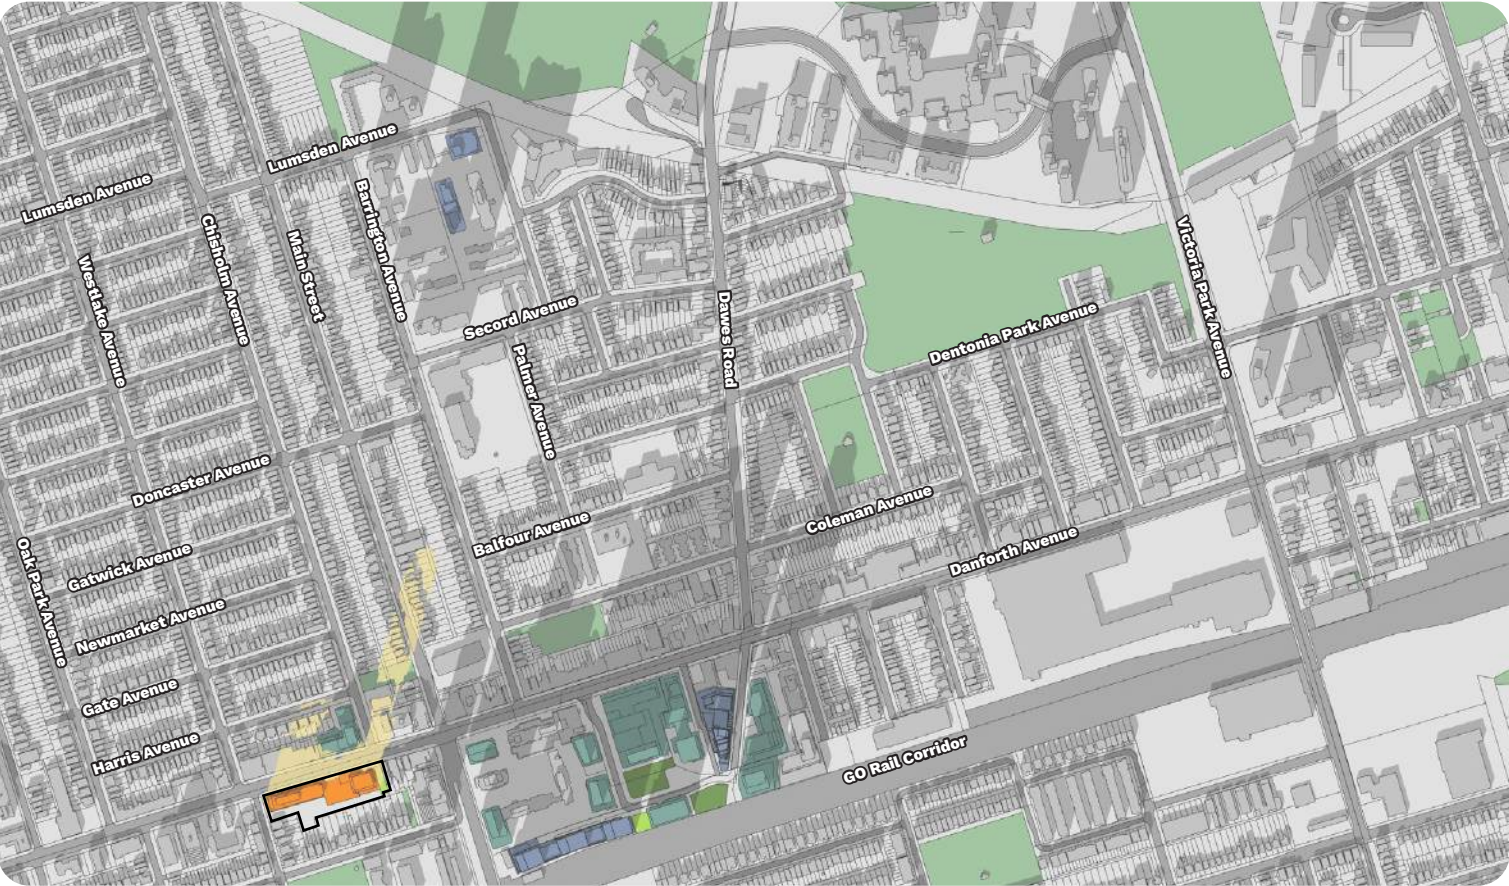 Lumsden Avenue
Lumsden Avenue
Barrington Avenue
Chisholm Avenue
Main Street
Victoria Park Avenue
Westlake Avenue
Secord Avenue
Dawes Road
Dentonia Park Avenue
Palmer Avenue
Doncaster Avenue
Coleman Avenue
Balfour Avenue
Danforth Avenue
Oak Park Avenue
Gatwick Avenue
Newmarket Avenue
Gate Avenue
Harris Avenue
GO Rail Corridor